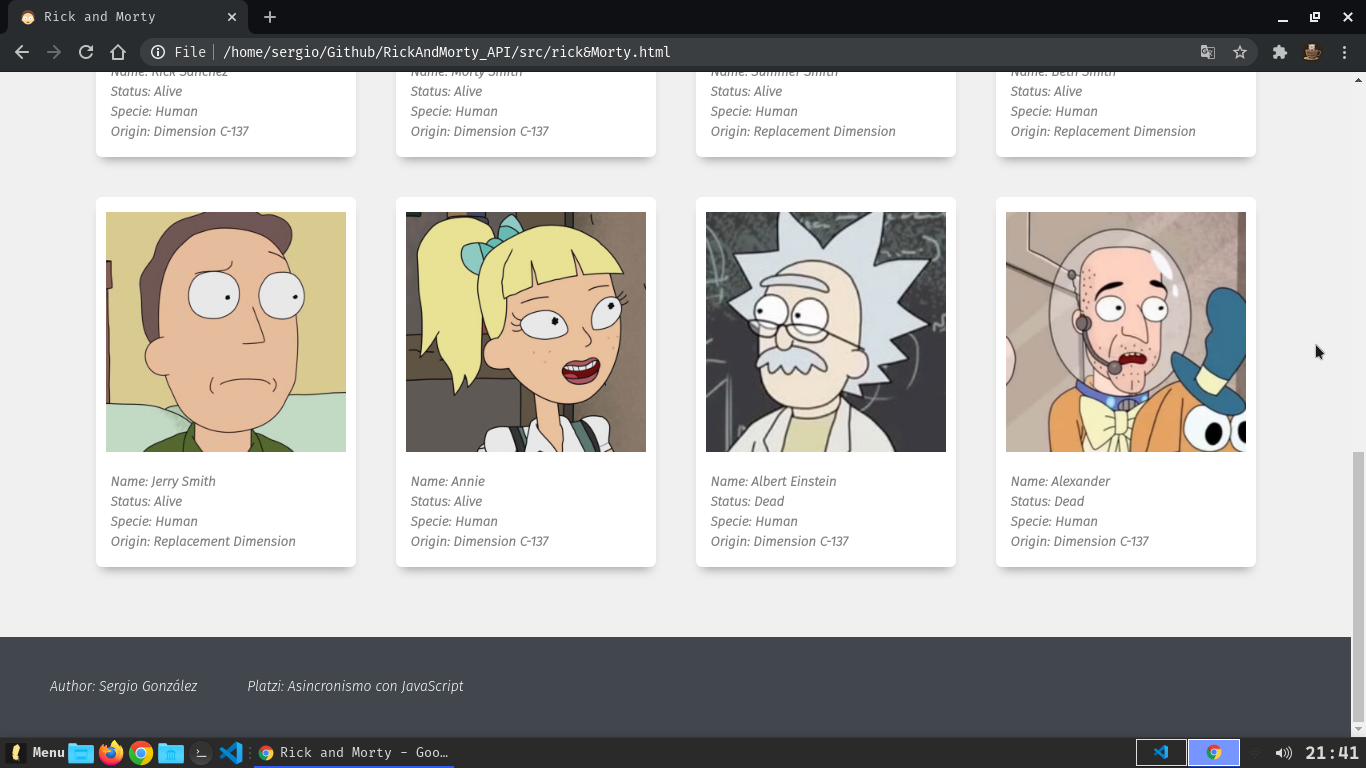 Rick and Morty
File /home/sergio/Github/RickAndMorty_API/src/rick&Morty.html
Name: Rick Sanchez
Status: Alive
Specie: Human
Origin: Dimension C-137
Name: Morty Smith
Status: Alive
Specie: Human
Origin: Dimension C-137
Name: Summer Smith
Status: Alive
Specie: Human
Origin: Replacement Dimension
Name: Beth Smith
Status: Alive
Specie: Human
Origin: Replacement Dimension
Name: Jerry Smith
Status: Alive
Specie: Human
Origin: Replacement Dimension
Name: Annie
Status: Alive
Specie: Human
Origin: Dimension C-137
Name: Albert Einstein
Status: Dead
Specie: Human
Origin: Dimension C-137
Name: Alexander
Status: Dead
Specie: Human
Origin: Dimension C-137
Author: Sergio González
Platzi: Asincronismo con JavaScript
Menu
Rick and Morty - Goo…
21:41